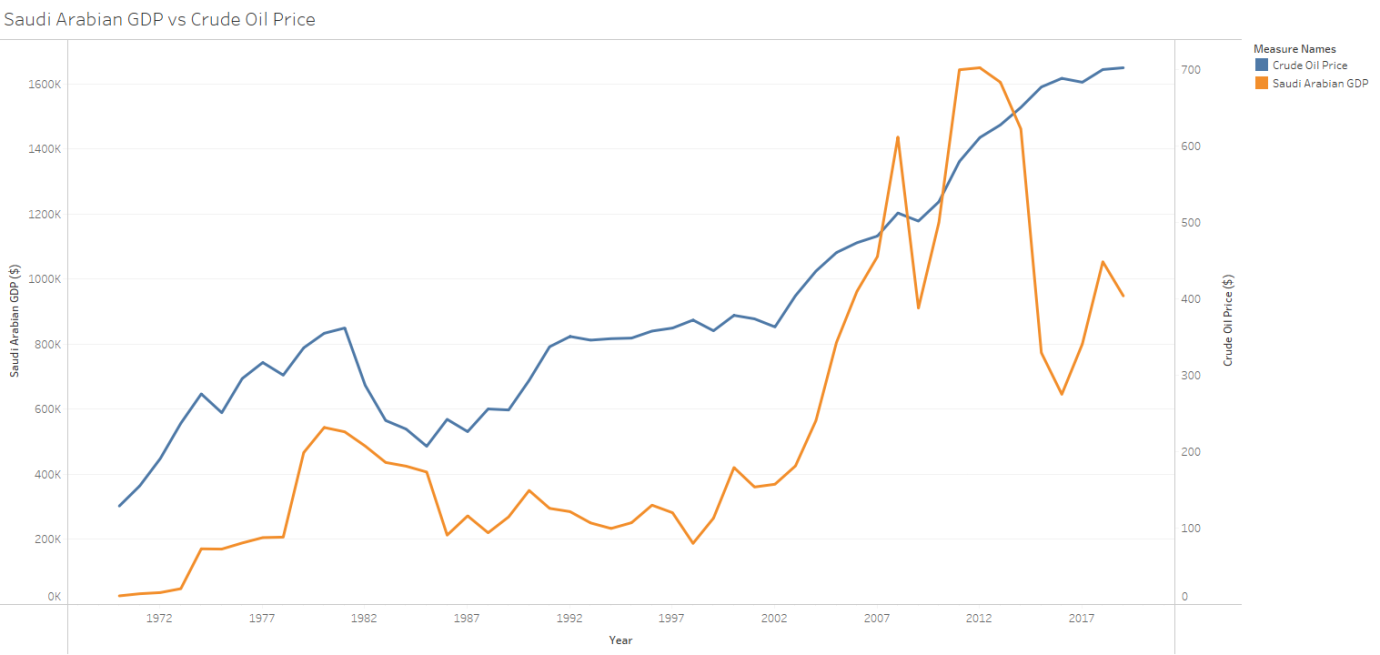 Saudi Arabian GDP vs Crude Oil Price
Measure Names
Crude Oil Price
Saudi Arabian GDP
Saudi Arabian GDP ($)
1600K
1400K
1200K
1000K
800K
600K
400K
200K
0K
700
600
500
400
300
200
100
0
Crude Oil Price ($)
1972 1977 1982 1987 1992 1997 2002 2007 2012 2017
Year